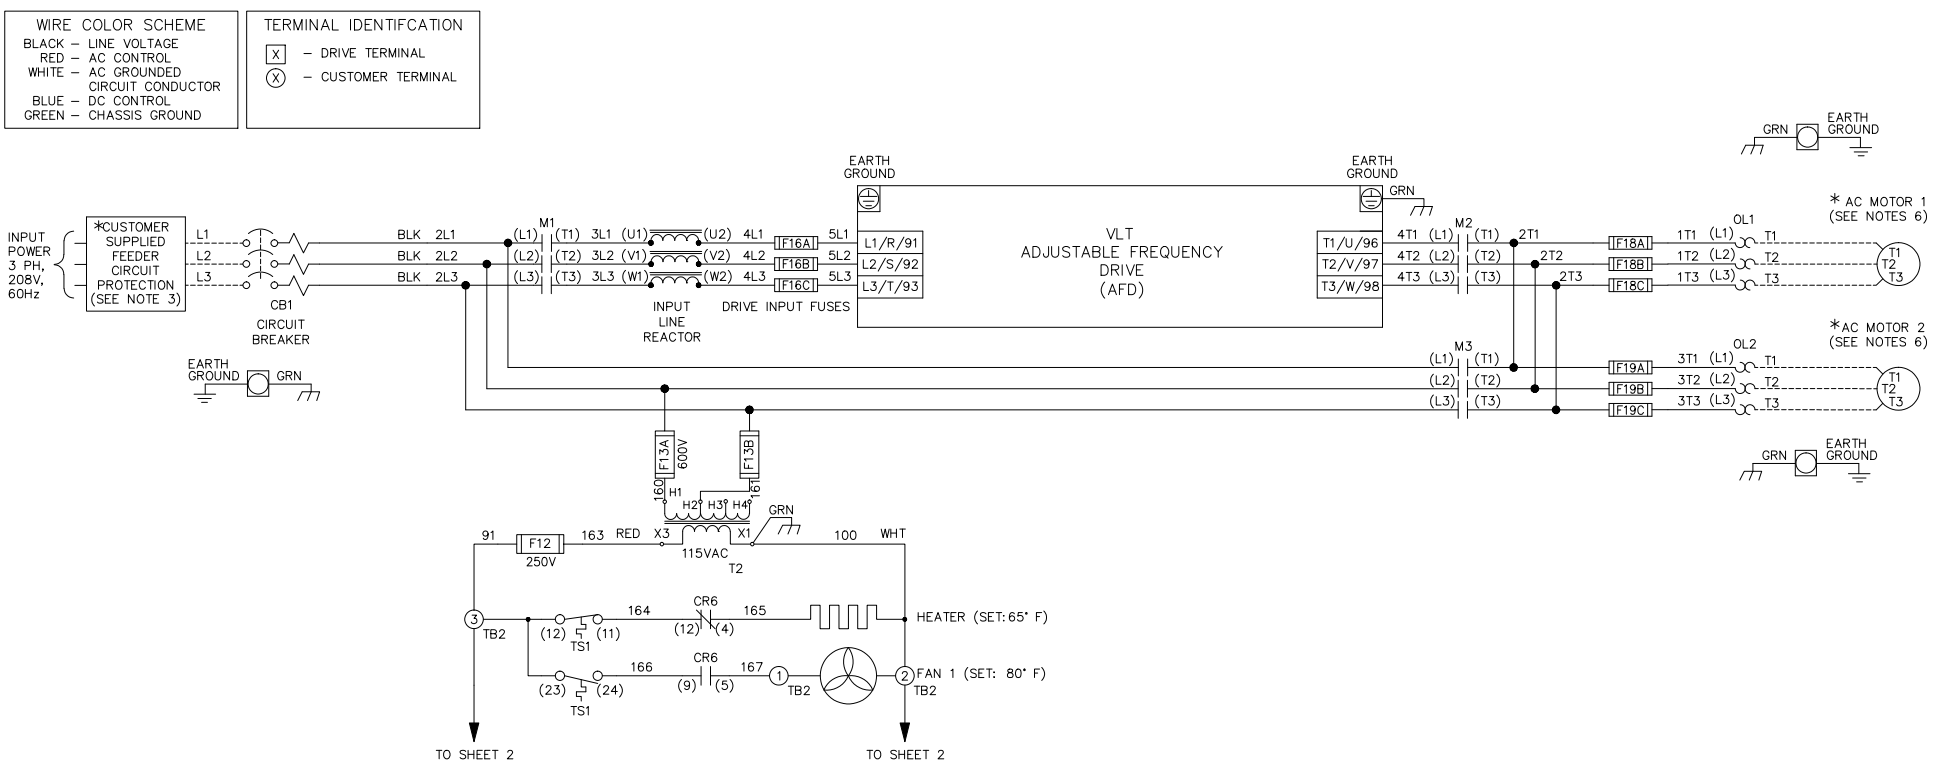 WIRE COLOR SCHEME
BLACK – LINE VOLTAGE
RED – AC CONTROL
WHITE – AC GROUNDED
CIRCUIT CONDUCTOR
BLUE – DC CONTROL
GREEN – CHASSIS GROUND
TERMINAL IDENTIFCATION
X – DRIVE TERMINAL
X – CUSTOMER TERMINAL
GRN
EARTH
GROUND
INPUT
POWER
3 PH,
208V,
60Hz
*CUSTOMER
SUPPLIED
FEEDER
CIRCUIT
PROTECTION
(SEE NOTE 3)
L1
L2
L3
CB1
CIRCUIT
BREAKER
BLK 2L1
BLK 2L2
BLK 2L3
M1
(L1) (T1) 3L1 (U1) (U2) 4L1 F16A 5L1
(L2) (T2) 3L2 (V1) (V2) 4L2 F16B 5L2
(L3) (T3) 3L3 (W1) (W2) 4L3 F16C 5L3
INPUT
LINE
REACTOR
DRIVE INPUT FUSES
EARTH
GROUND
L1/R/91
L2/S/92
L3/T/93
VLT
ADJUSTABLE FREQUENCY
DRIVE
(AFD)
EARTH
GROUND
GRN
T1/U/96
T2/V/97
T3/W/98
M2
4T1 (L1) (T1) 2T1 F18A 1T1 (L1) T1
4T2 (L2) (T2) 2T2 F18B 1T2 (L2) T2
4T3 (L3) (T3) 2T3 F18C 1T3 (L3) T3
OL1
* AC MOTOR 1
(SEE NOTES 6)
T1
T2
T3
EARTH
GROUND
GRN
M3
(L1) (T1) F19A 3T1 (L1) T1
(L2) (T2) F19B 3T2 (L2) T2
(L3) (T3) F19C 3T3 (L3) T3
OL2
*AC MOTOR 2
(SEE NOTES 6)
T1
T2
T3
GRN
EARTH
GROUND
F13A
600V
F13B
160
161
H1
H2
H3
H4
GRN
91
F12
250V
163
RED
X3
X1
115VAC
T2
100
WHT
3
TB2
(12) (11)
TS1
164
CR6
(12) (4)
165
HEATER (SET:65° F)
(23) (24)
TS1
166
CR6
(9) (5)
167
1
TB2
2
TB2
FAN 1 (SET: 80° F)
TO SHEET 2
TO SHEET 2